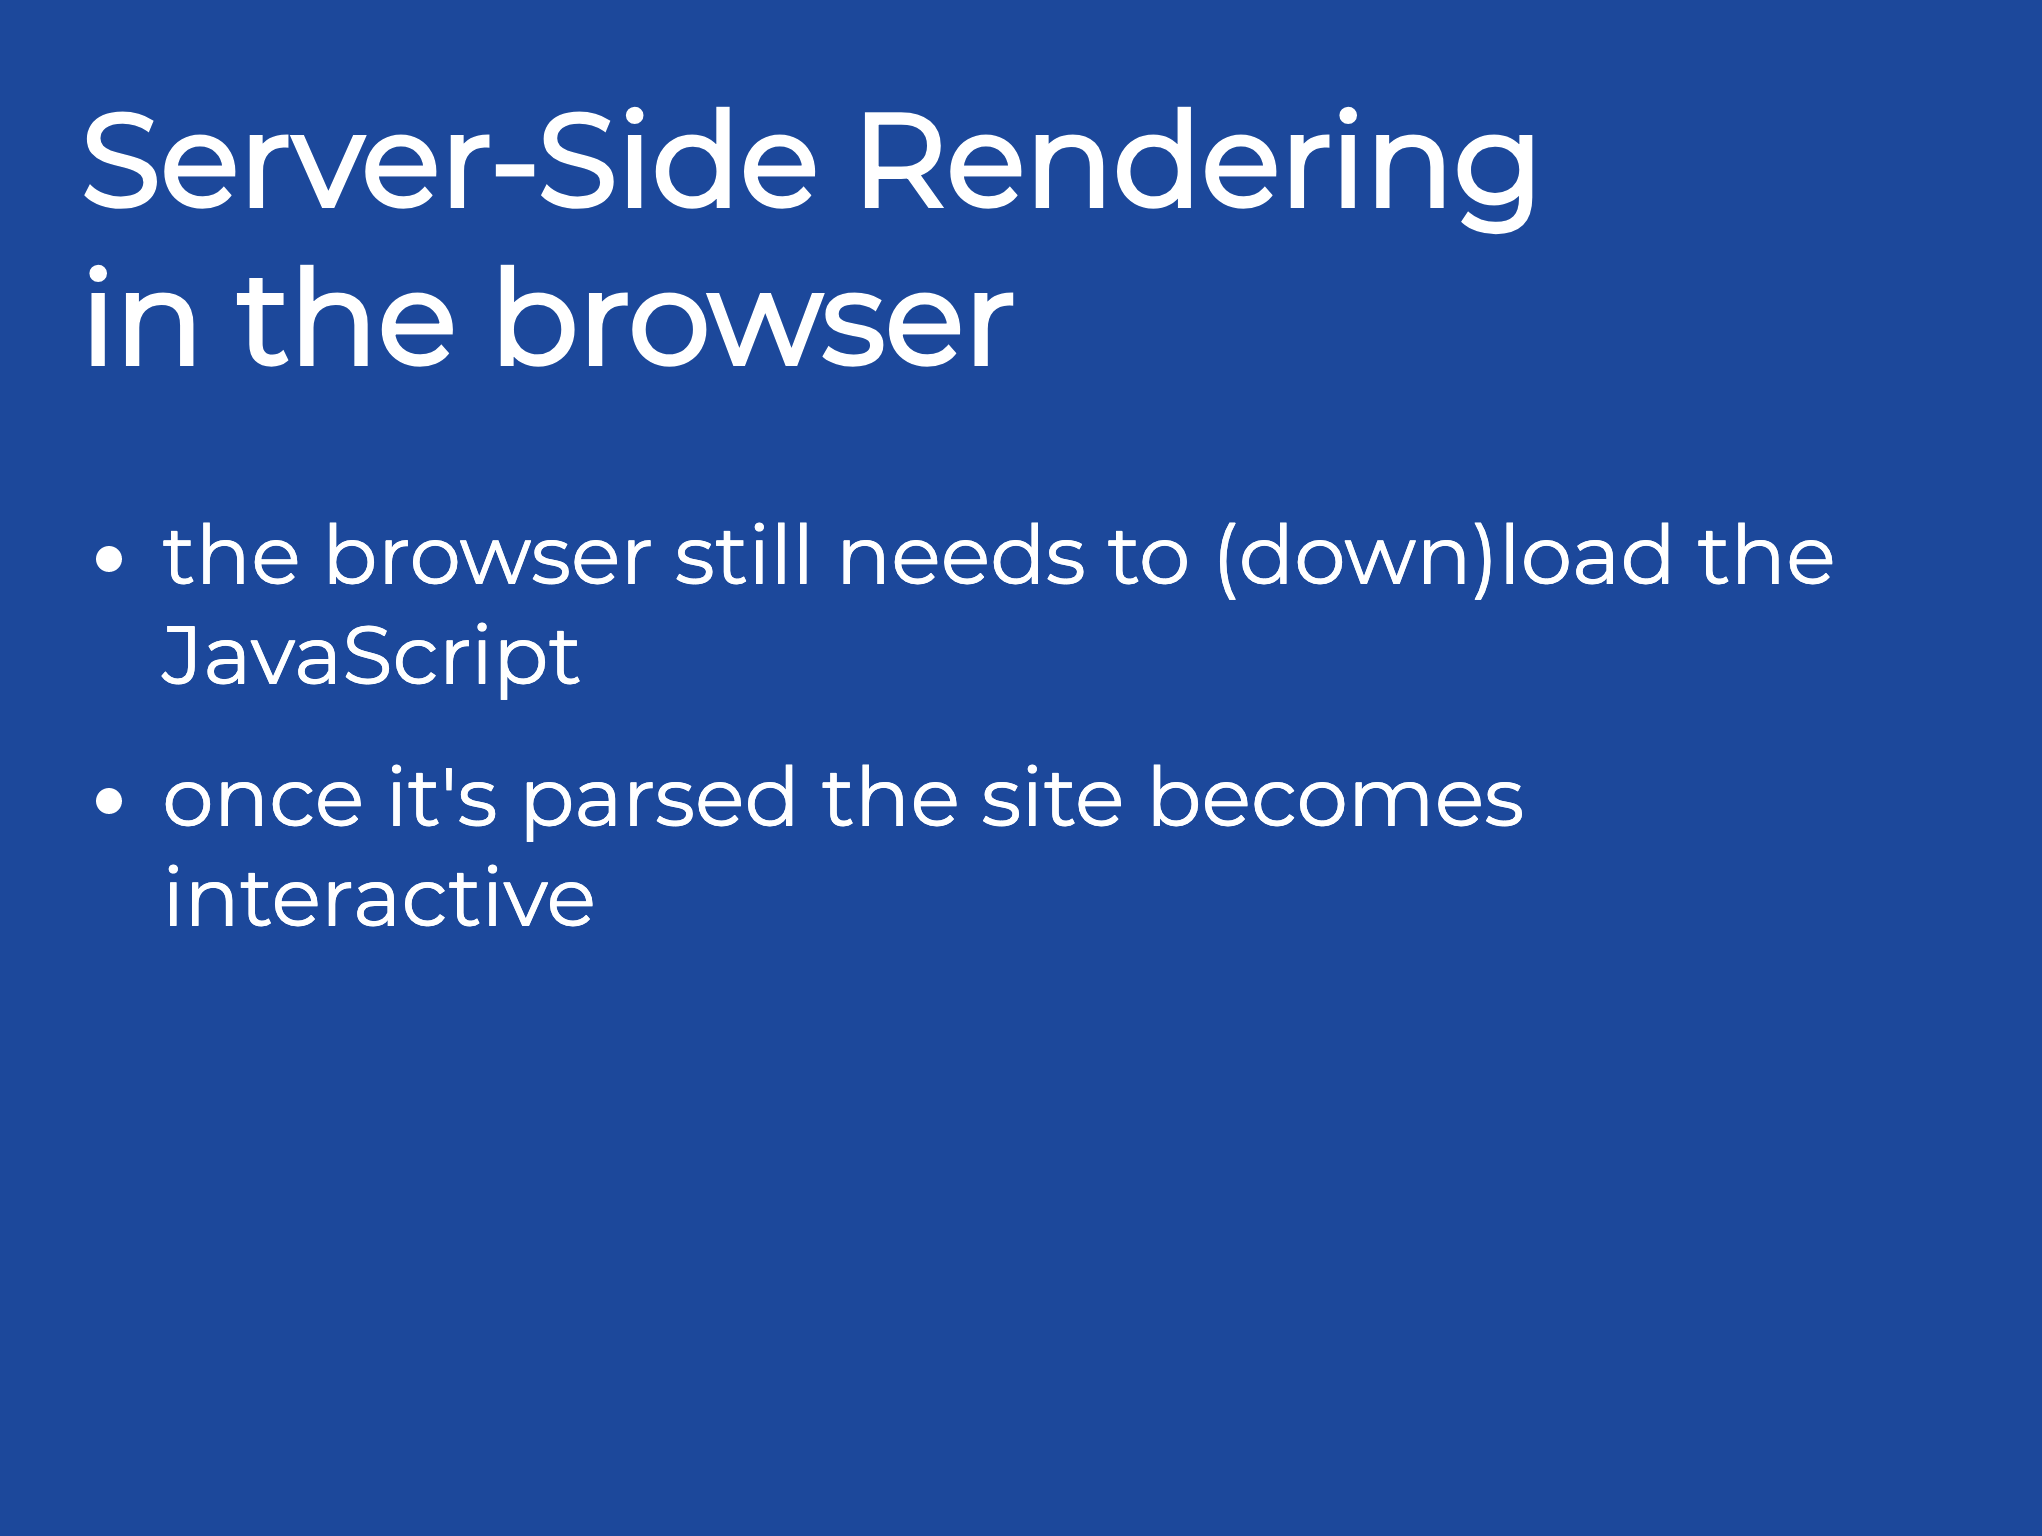 Server-Side Rendering
in the browser
• the browser still needs to (down)load the
JavaScript
• once it's parsed the site becomes
interactive